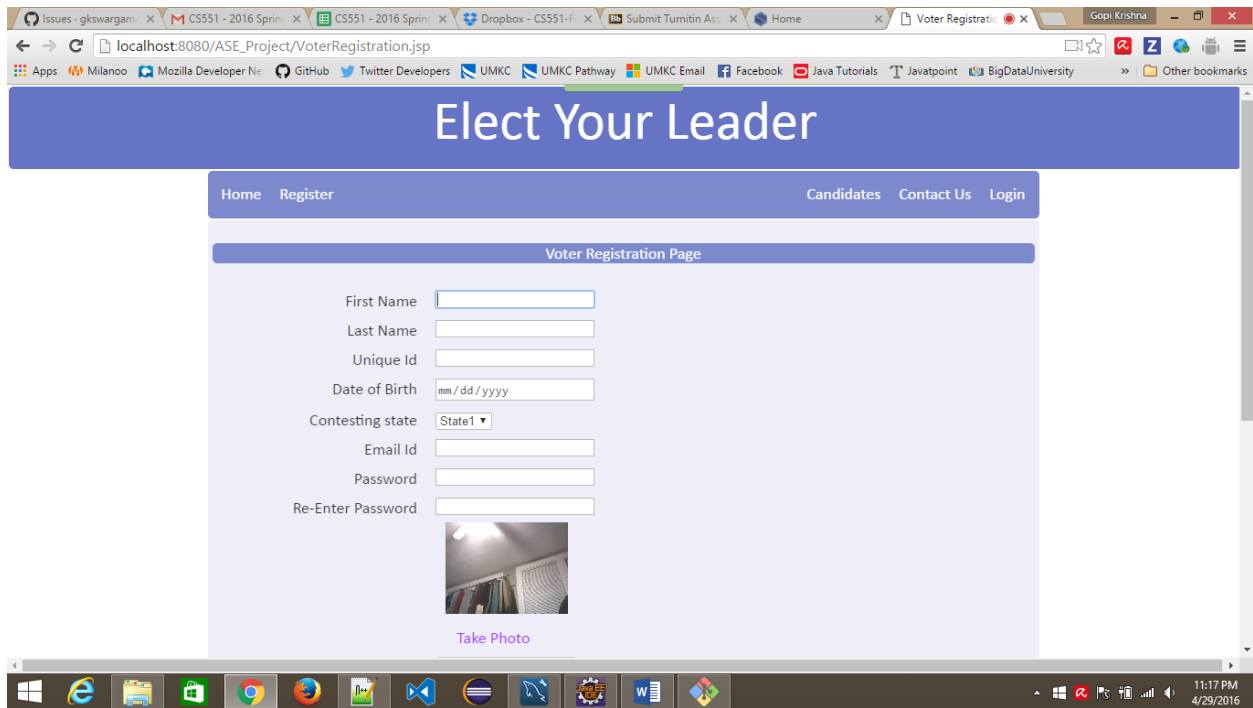 Issues - gkswargam
CS551 - 2016 Spring
CS551 - 2016 Spring
Dropbox - CS551-F
Submit Turnitin Ass
Home
Voter Registratio
Gopi Krishna
localhost:8080/ASE_Project/VoterRegistration.jsp
Apps Milanoo Mozilla Developer Ne GitHub Twitter Developers UMKC UMKC Pathway UMKC Email Facebook Java Tutorials Javatpoint BigDataUniversity » Other bookmarks
Elect Your Leader
Home Register Candidates Contact Us Login
Voter Registration Page
First Name
Last Name
Unique Id
Date of Birth mm/dd/yyyy
Contesting state State1
Email Id
Password
Re-Enter Password
Take Photo
11:17 PM
4/29/2016